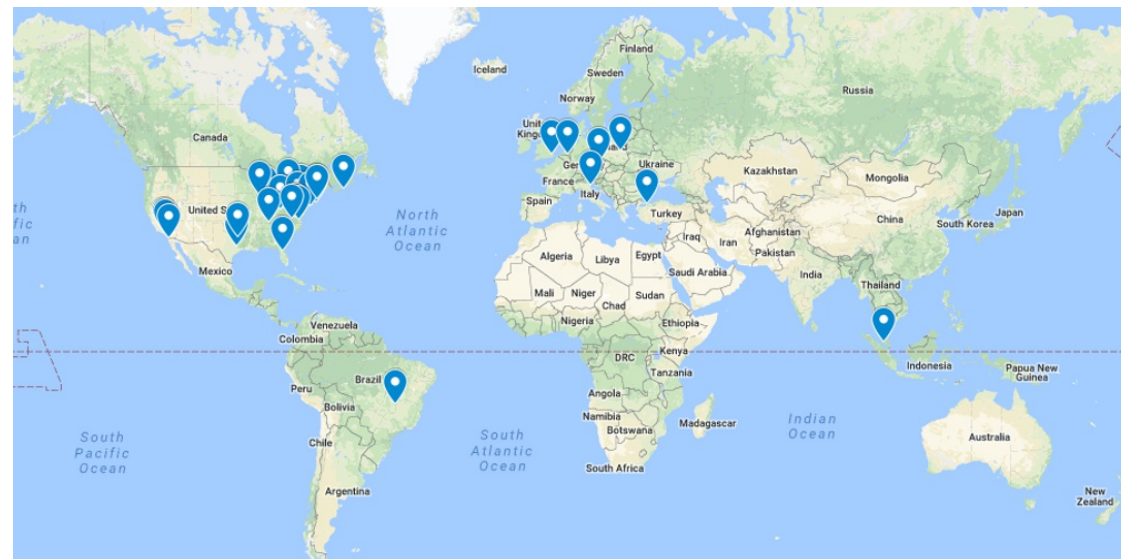 Iceland
Finland
Sweden
Norway
Russia
Canada
Ukraine
Kazakhstan
Mongolia
France
Italy
Spain
Turkey
China
Japan
South Korea
North
Atlantic
Ocean
Iraq
Iran
Afghanistan
Pakistan
Mexico
Algeria
Libya
Egypt
Saudi Arabia
India
Thailand
Mali
Niger
Chad
Sudan
Nigeria
Ethiopia
Venezuela
Colombia
DRC
Kenya
Tanzania
Indonesia
Papua New
Guinea
Peru
Brazil
Bolivia
Angola
Namibia
Botswana
Madagascar
Indian
Ocean
Australia
South
Pacific
Ocean
Chile
South
Atlantic
Ocean
South Africa
Argentina
New
Zealand